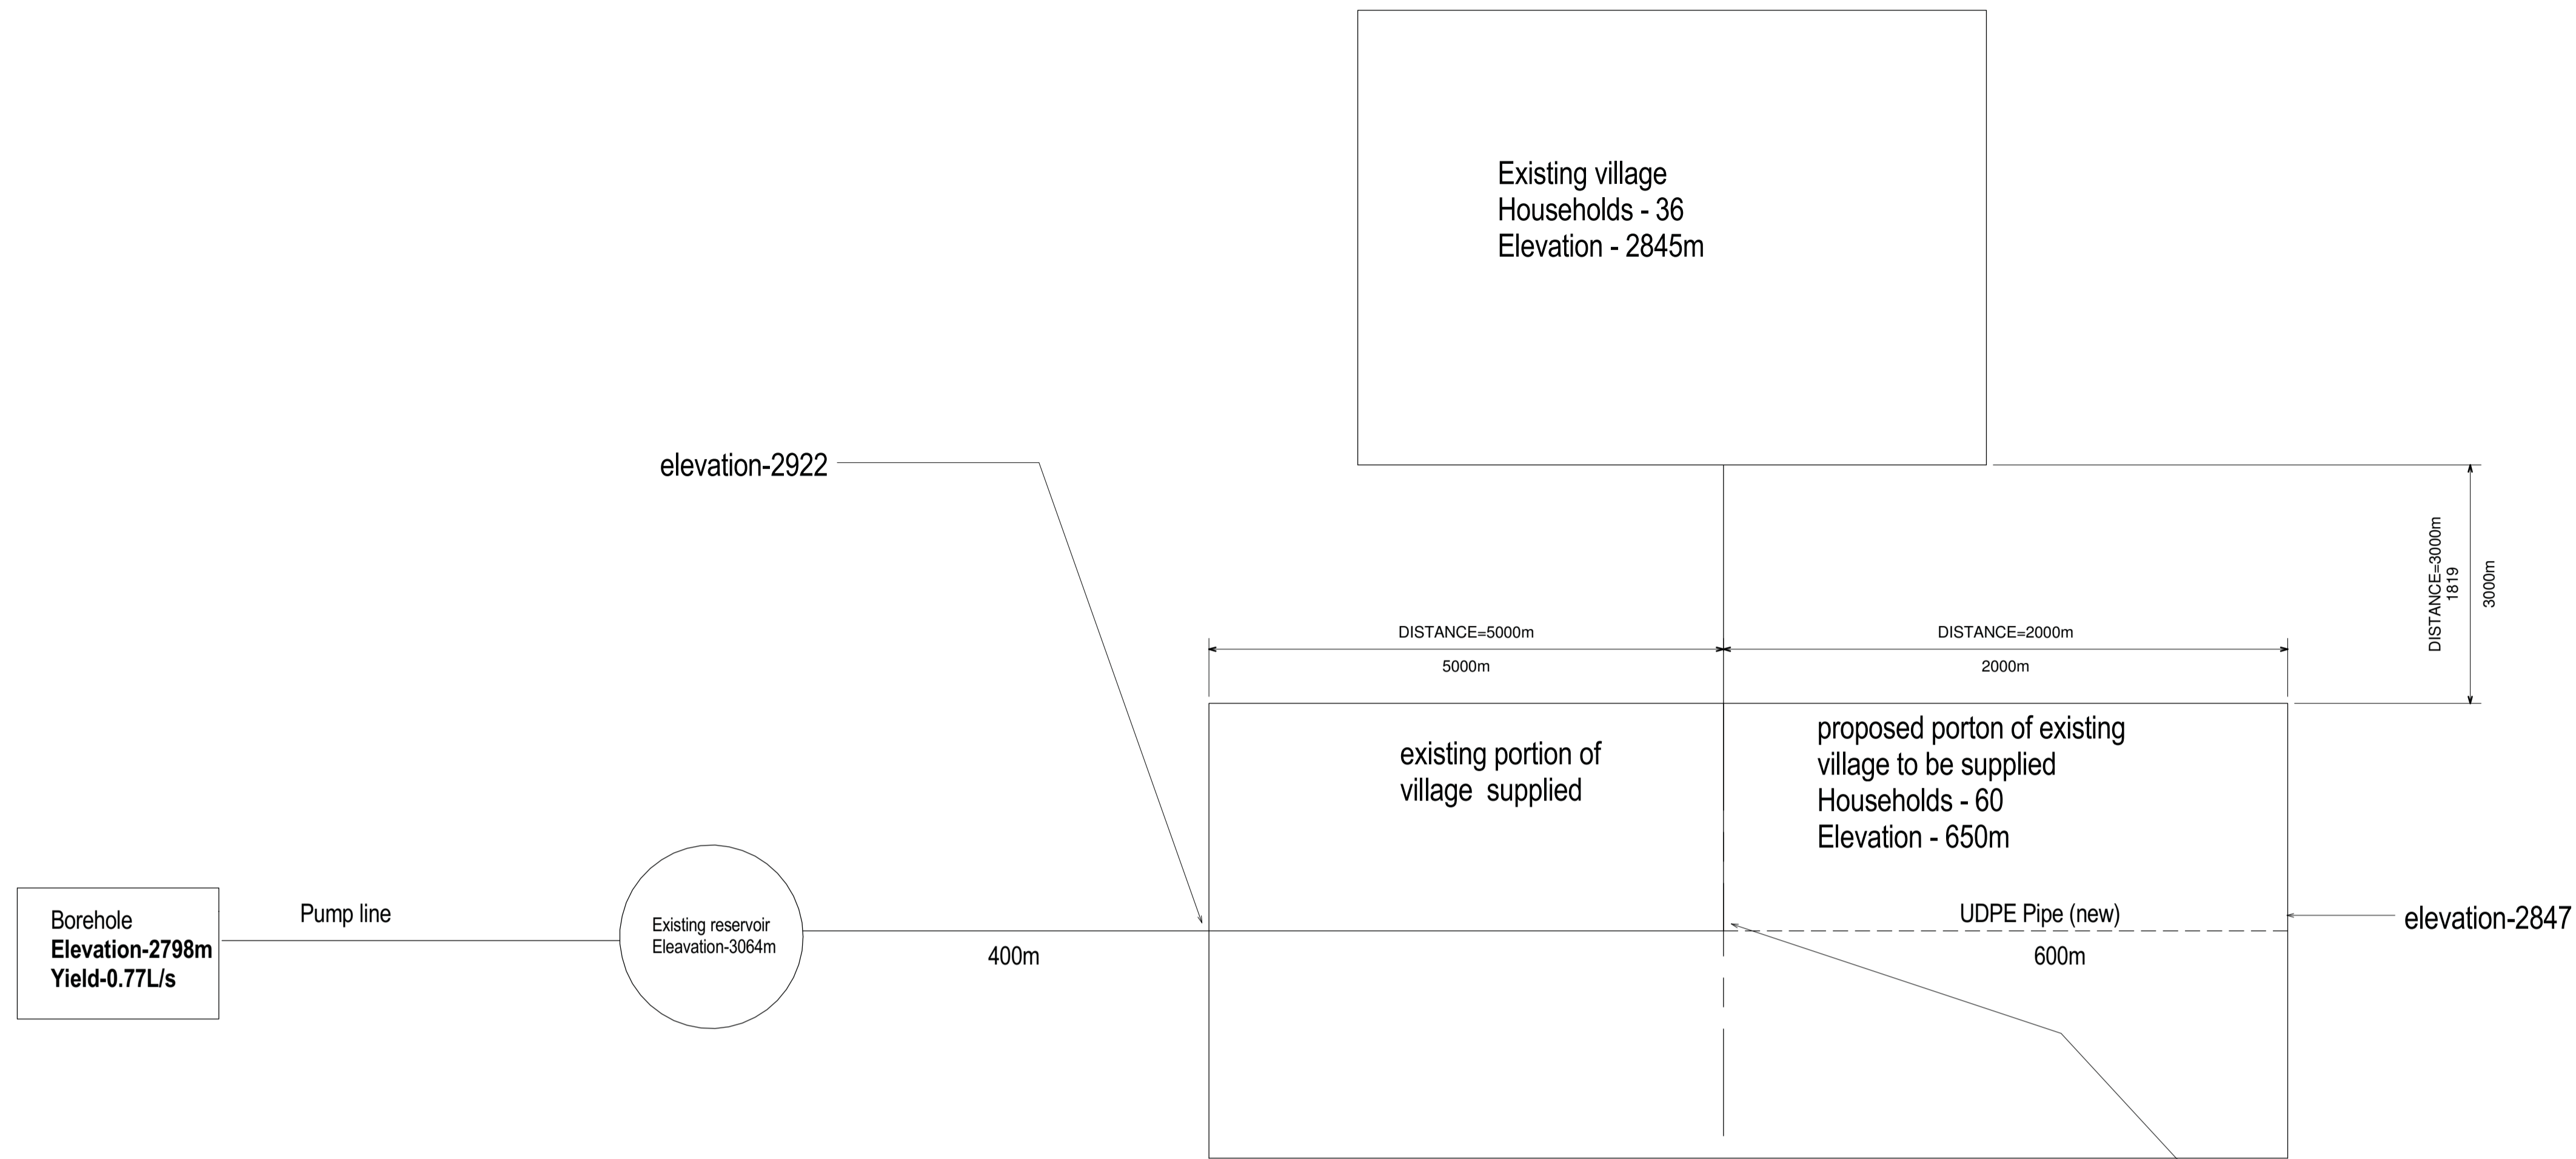 Existing village
Households - 36
Elevation - 2845m
elevation-2922
DISTANCE=3000m
1819
3000m
DISTANCE=5000m
5000m
DISTANCE=2000m
2000m
existing portion of
village supplied
proposed porton of existing
village to be supplied
Households - 60
Elevation - 650m
Borehole
Elevation-2798m
Yield-0.77L/s
Pump line
Existing reservoir
Eleavation-3064m
400m
UDPE Pipe (new)
600m
elevation-2847